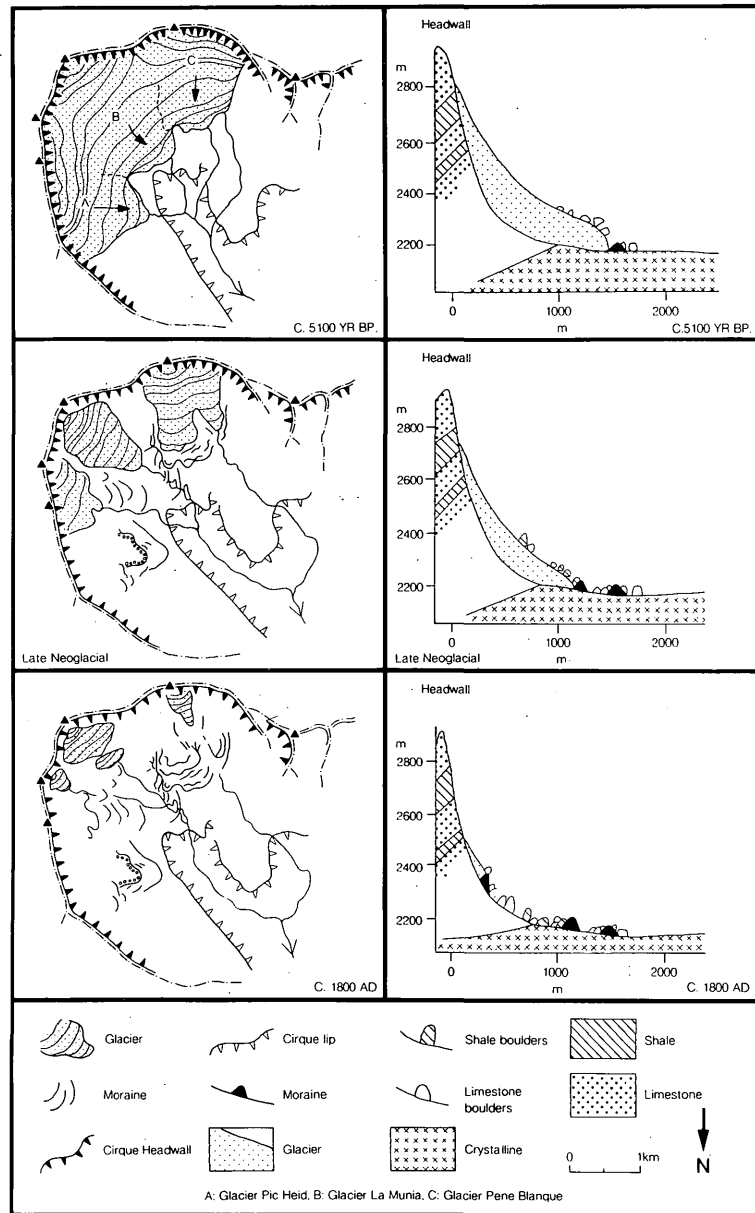 C
B
A
C. 5100 YR BP.
Headwall
m
2800
2600
2400
2200
0
1000
2000
m
C.5100 YR BP.
Late Neoglacial
Headwall
m
2800
2600
2400
2200
0
1000
2000
Late Neoglacial
m
C. 1800 AD
Headwall
m
2800
2600
2400
2200
0
1000
2000
m
C. 1800 AD
Glacier
Cirque lip
Shale boulders
Shale
Moraine
Moraine
Limestone
boulders
Limestone
Cirque Headwall
Glacier
Crystalline
0 1km
N
A: Glacier Pic Heid, B: Glacier La Munia, C: Glacier Pene Blanque